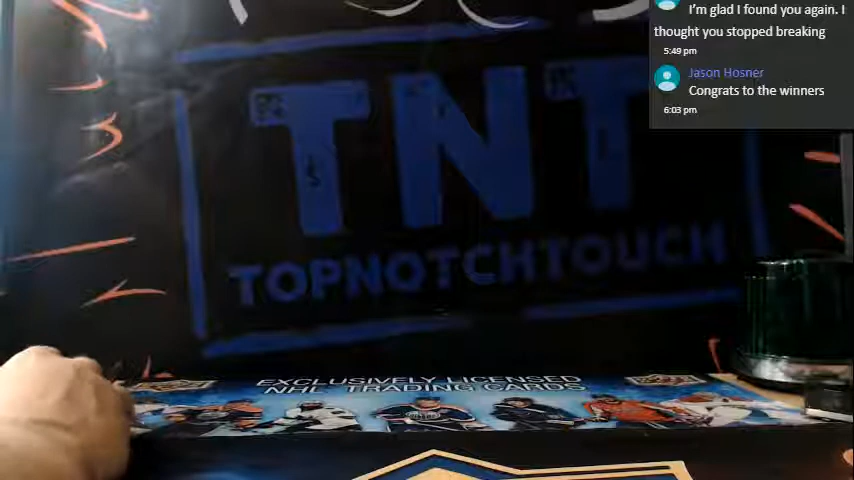 I'm glad I found you again. I
thought you stopped breaking
5:49 pm
Jason Hosner
Congrats to the winners
6:03 pm
TNT
TOPNOTCHTOUCH
EXCLUSIVELY LICENSED
NHL TRADING CARDS